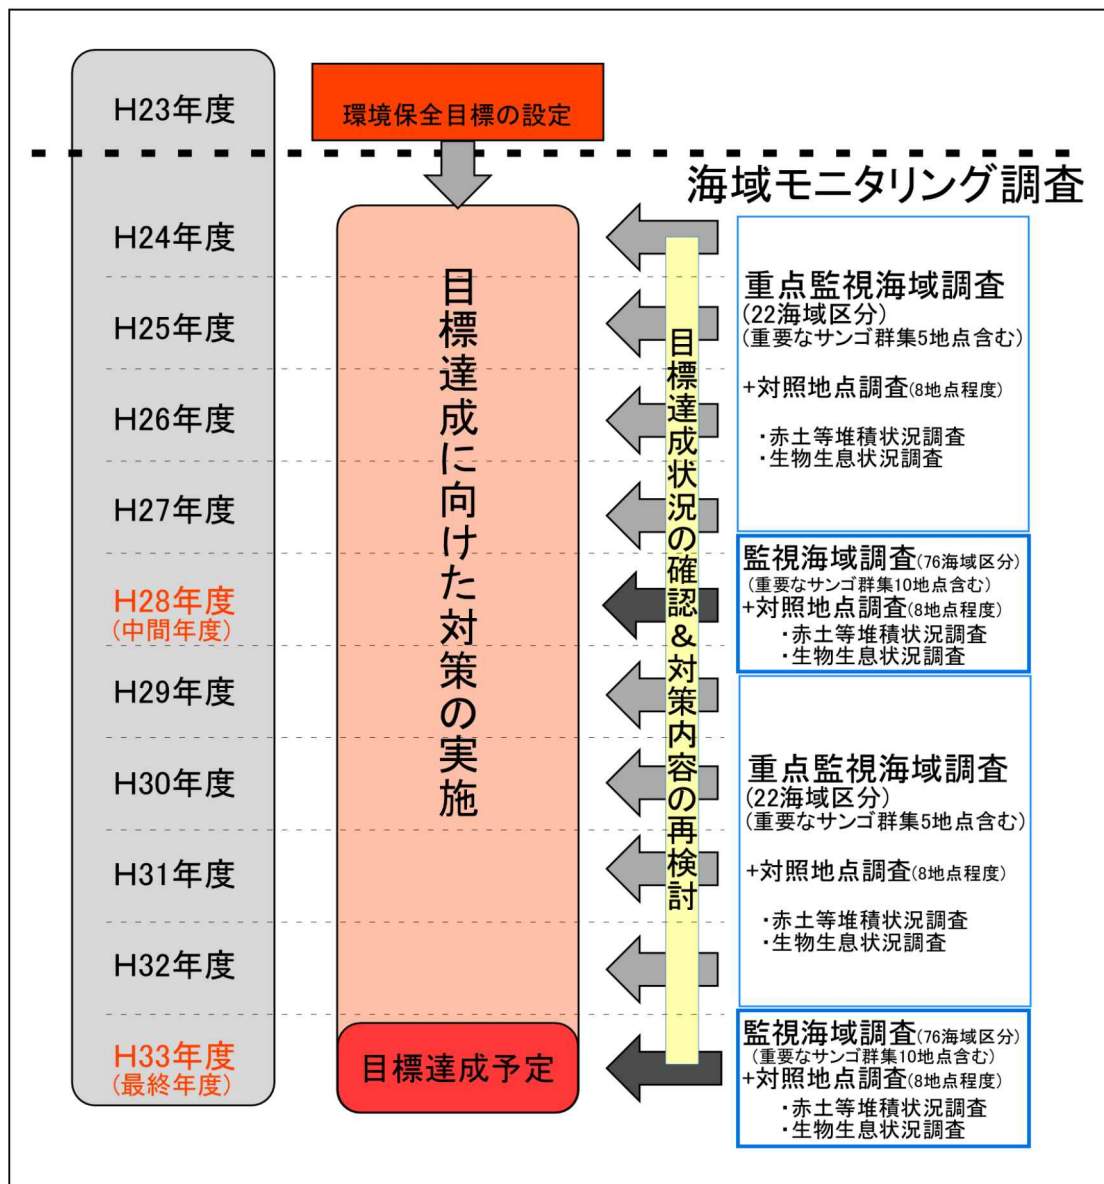 H23年度
環境保全目標の設定
海域モニタリング調査
H24年度
H25年度
H26年度
H27年度
H28年度
(中間年度)
H29年度
H30年度
H31年度
H32年度
H33年度
(最終年度)
目標達成に向けた対策の実施
目標達成予定
目標達成状況の確認&対策内容の再検討
重点監視海域調査
(22海域区分)
(重要なサンゴ群集5地点含む)
+対照地点調査(8地点程度)
・赤土等堆積状況調査
・生物生息状況調査
監視海域調査(76海域区分)
(重要なサンゴ群集10地点含む)
+対照地点調査(8地点程度)
・赤土等堆積状況調査
・生物生息状況調査
重点監視海域調査
(22海域区分)
(重要なサンゴ群集5地点含む)
+対照地点調査(8地点程度)
・赤土等堆積状況調査
・生物生息状況調査
監視海域調査(76海域区分)
(重要なサンゴ群集10地点含む)
+対照地点調査(8地点程度)
・赤土等堆積状況調査
・生物生息状況調査